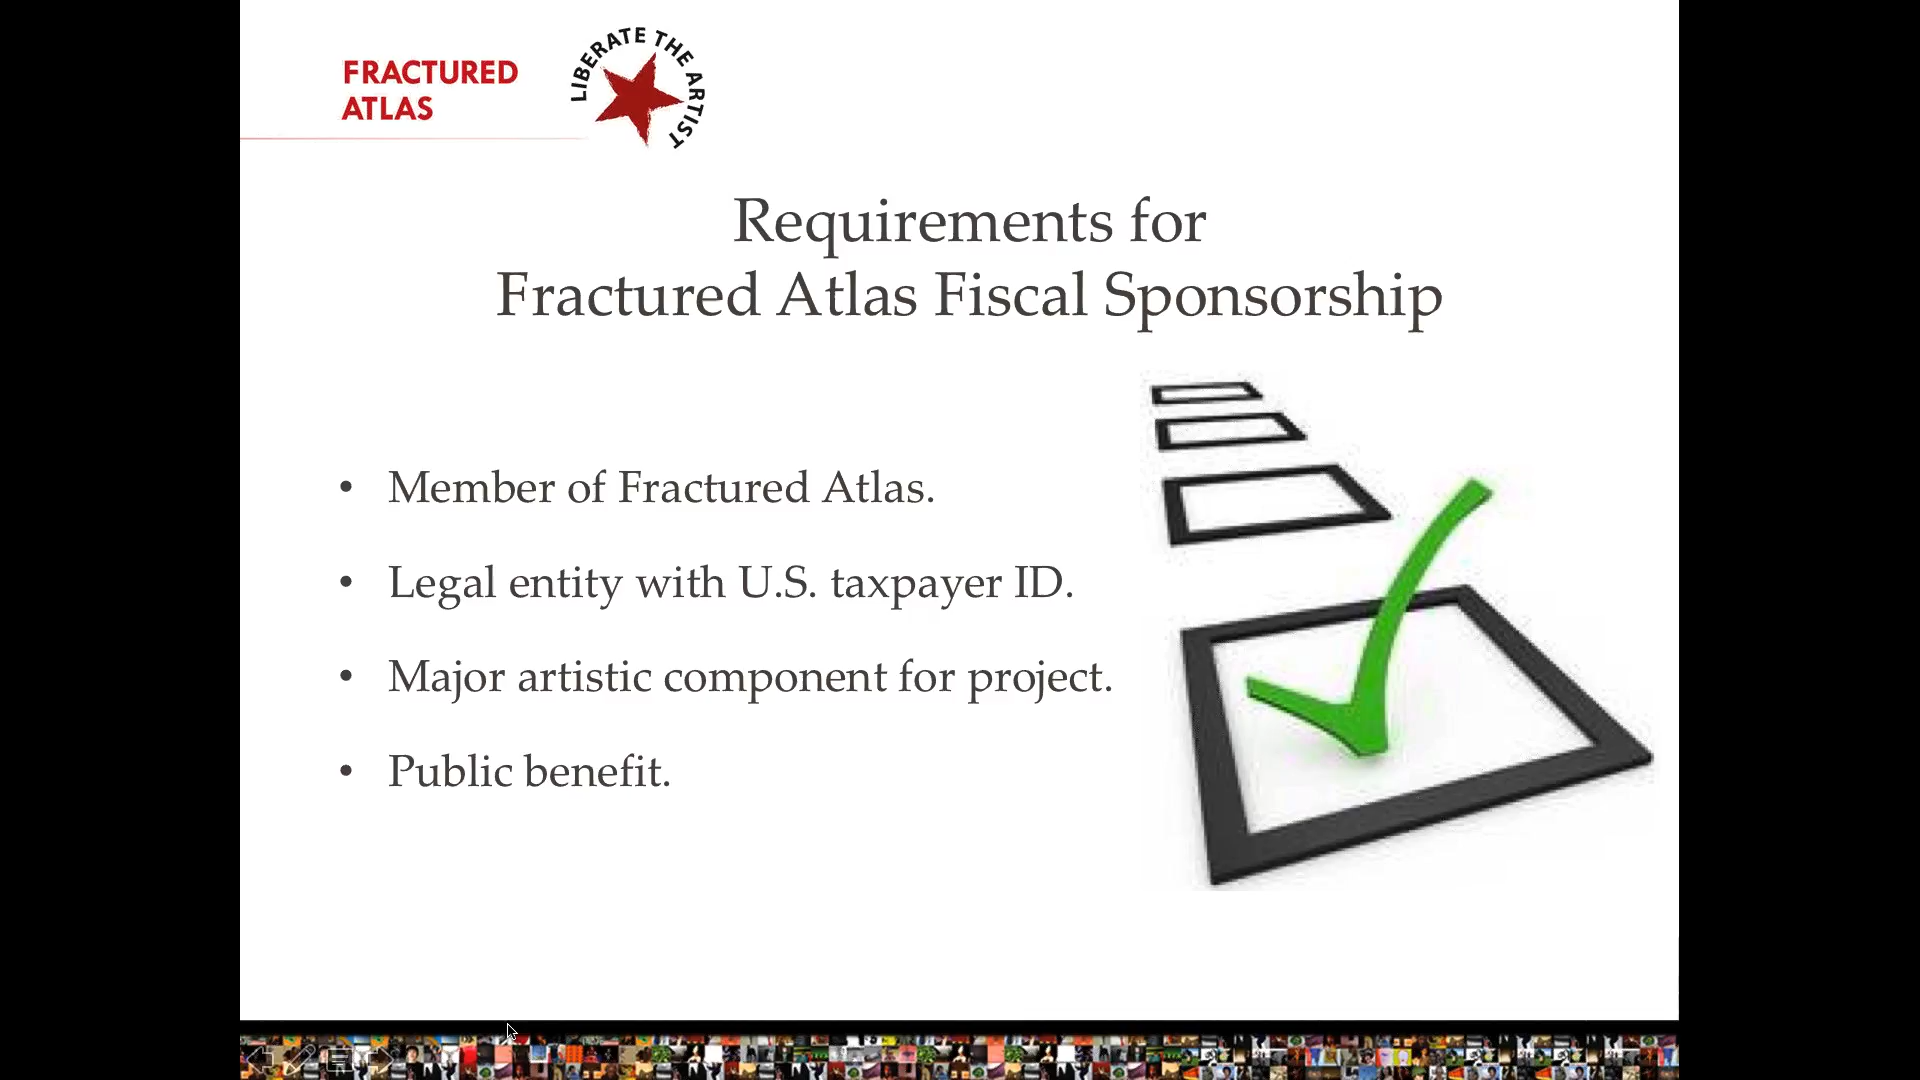 FRACTURED
ATLAS
LIBERATE THE ARTIST
Requirements for
Fractured Atlas Fiscal Sponsorship
• Member of Fractured Atlas.
• Legal entity with U.S. taxpayer ID.
• Major artistic component for project.
• Public benefit.